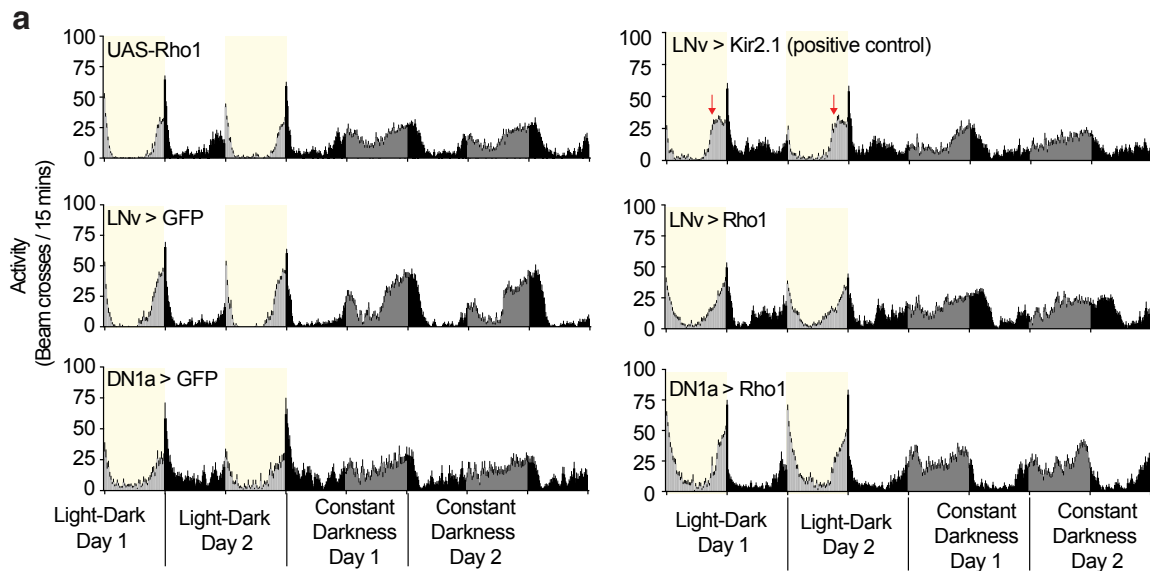 a
Activity
(Beam crosses / 15 mins)
UAS-Rho1
100
75
50
25
0
LNv > GFP
100
75
50
25
0
DN1a > GFP
100
75
50
25
0
Light-Dark
Day 1
Light-Dark
Day 2
Constant
Darkness
Day 1
Constant
Darkness
Day 2
LNv > Kir2.1 (positive control)
100
75
50
25
0
LNv > Rho1
100
75
50
25
0
DN1a > Rho1
100
75
50
25
0
Light-Dark
Day 1
Light-Dark
Day 2
Constant
Darkness
Day 1
Constant
Darkness
Day 2